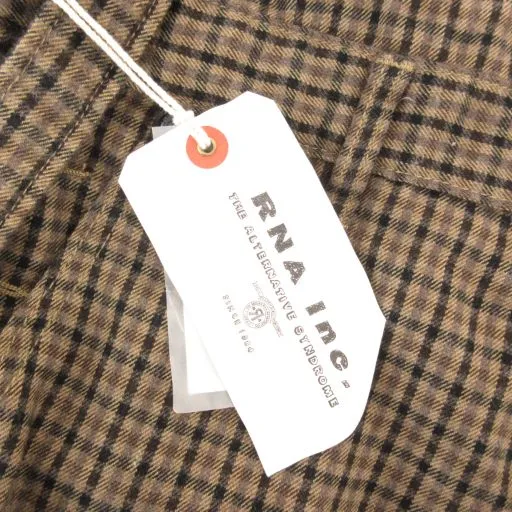 RNA Inc.
THE ALTERNATIVE SYNDROME
SINCE 1994